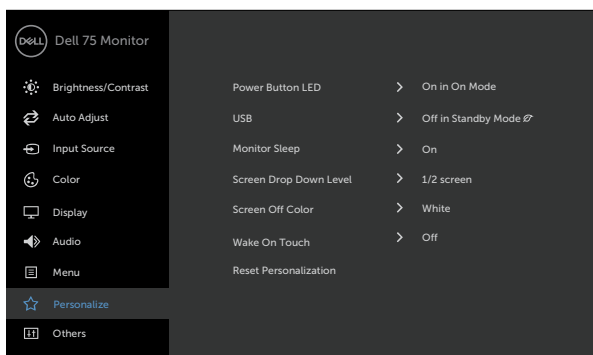 DELL Dell 75 Monitor
Brightness/Contrast
Auto Adjust
Input Source
Color
Display
Audio
Menu
Personalize
Others
Power Button LED > On in On Mode
USB > Off in Standby Mode
Monitor Sleep > On
Screen Drop Down Level > 1/2 screen
Screen Off Color > White
Wake On Touch > Off
Reset Personalization